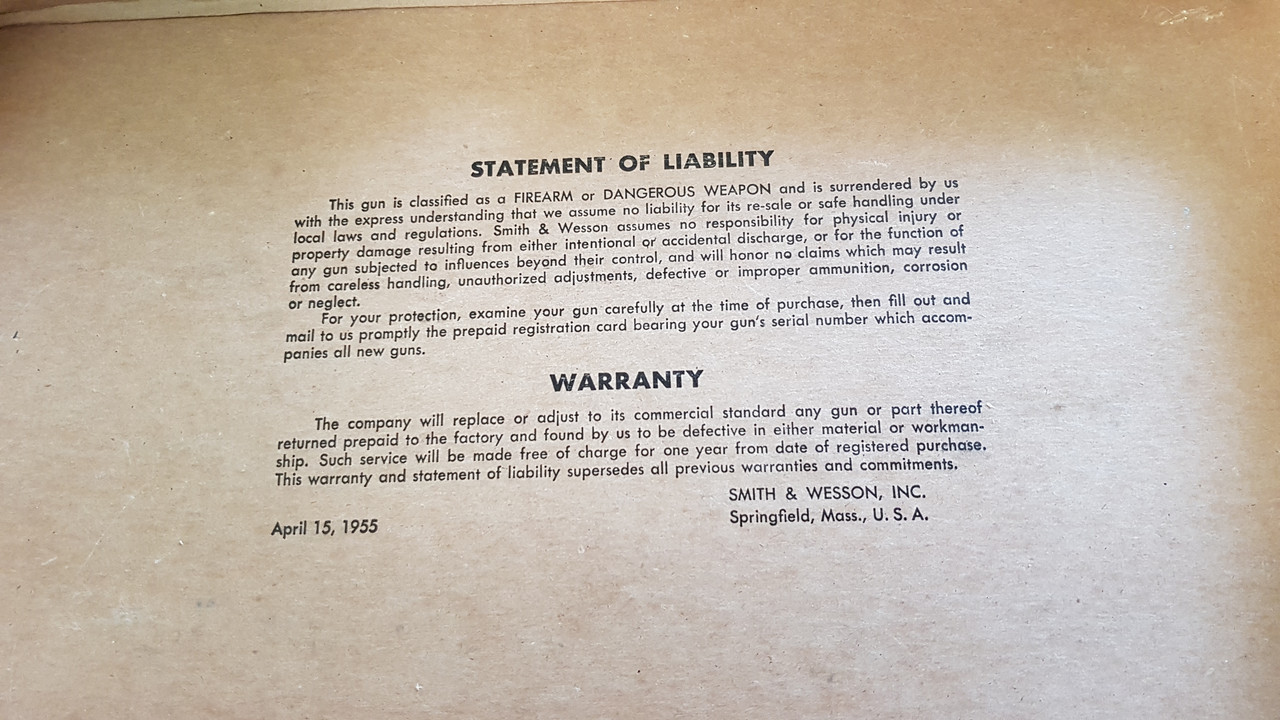 STATEMENT OF LIABILITY
This gun is classified as a FIREARM or DANGEROUS WEAPON and is surrendered by us
with the express understanding that we assume no liability for its re-sale or safe handling under
local laws and regulations. Smith & Wesson assumes no responsibility for physical injury or
property damage resulting from either intentional or accidental discharge, or for the function of
any gun subjected to influences beyond their control, and will honor no claims which may result
from careless handling, unauthorized adjustments, defective or improper ammunition, corrosion
or neglect.
For your protection, examine your gun carefully at the time of purchase, then fill out and
mail to us promptly the prepaid registration card bearing your gun's serial number which accom-
panies all new guns.
WARRANTY
The company will replace or adjust to its commercial standard any gun or part thereof
returned prepaid to the factory and found by us to be defective in either material or workman-
ship. Such service will be made free of charge for one year from date of registered purchase.
This warranty and statement of liability supersedes all previous warranties and commitments.
SMITH & WESSON, INC.
Springfield, Mass., U. S. A.
April 15, 1955